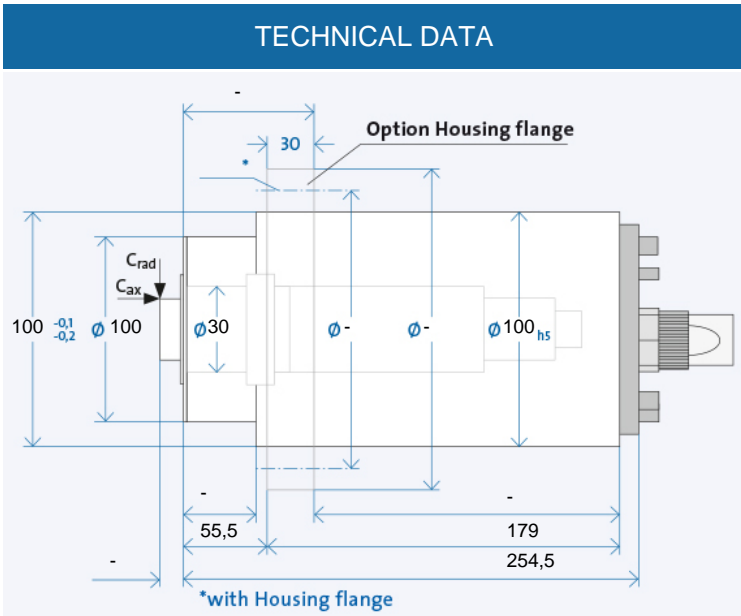 TECHNICAL DATA
-
Option Housing flange
30
*
Crad
Cax
100 -0,1 -0,2 Ø 100 Ø30 Ø- Ø- Ø100 h5
- -
55,5 179
- 254,5
*with Housing flange